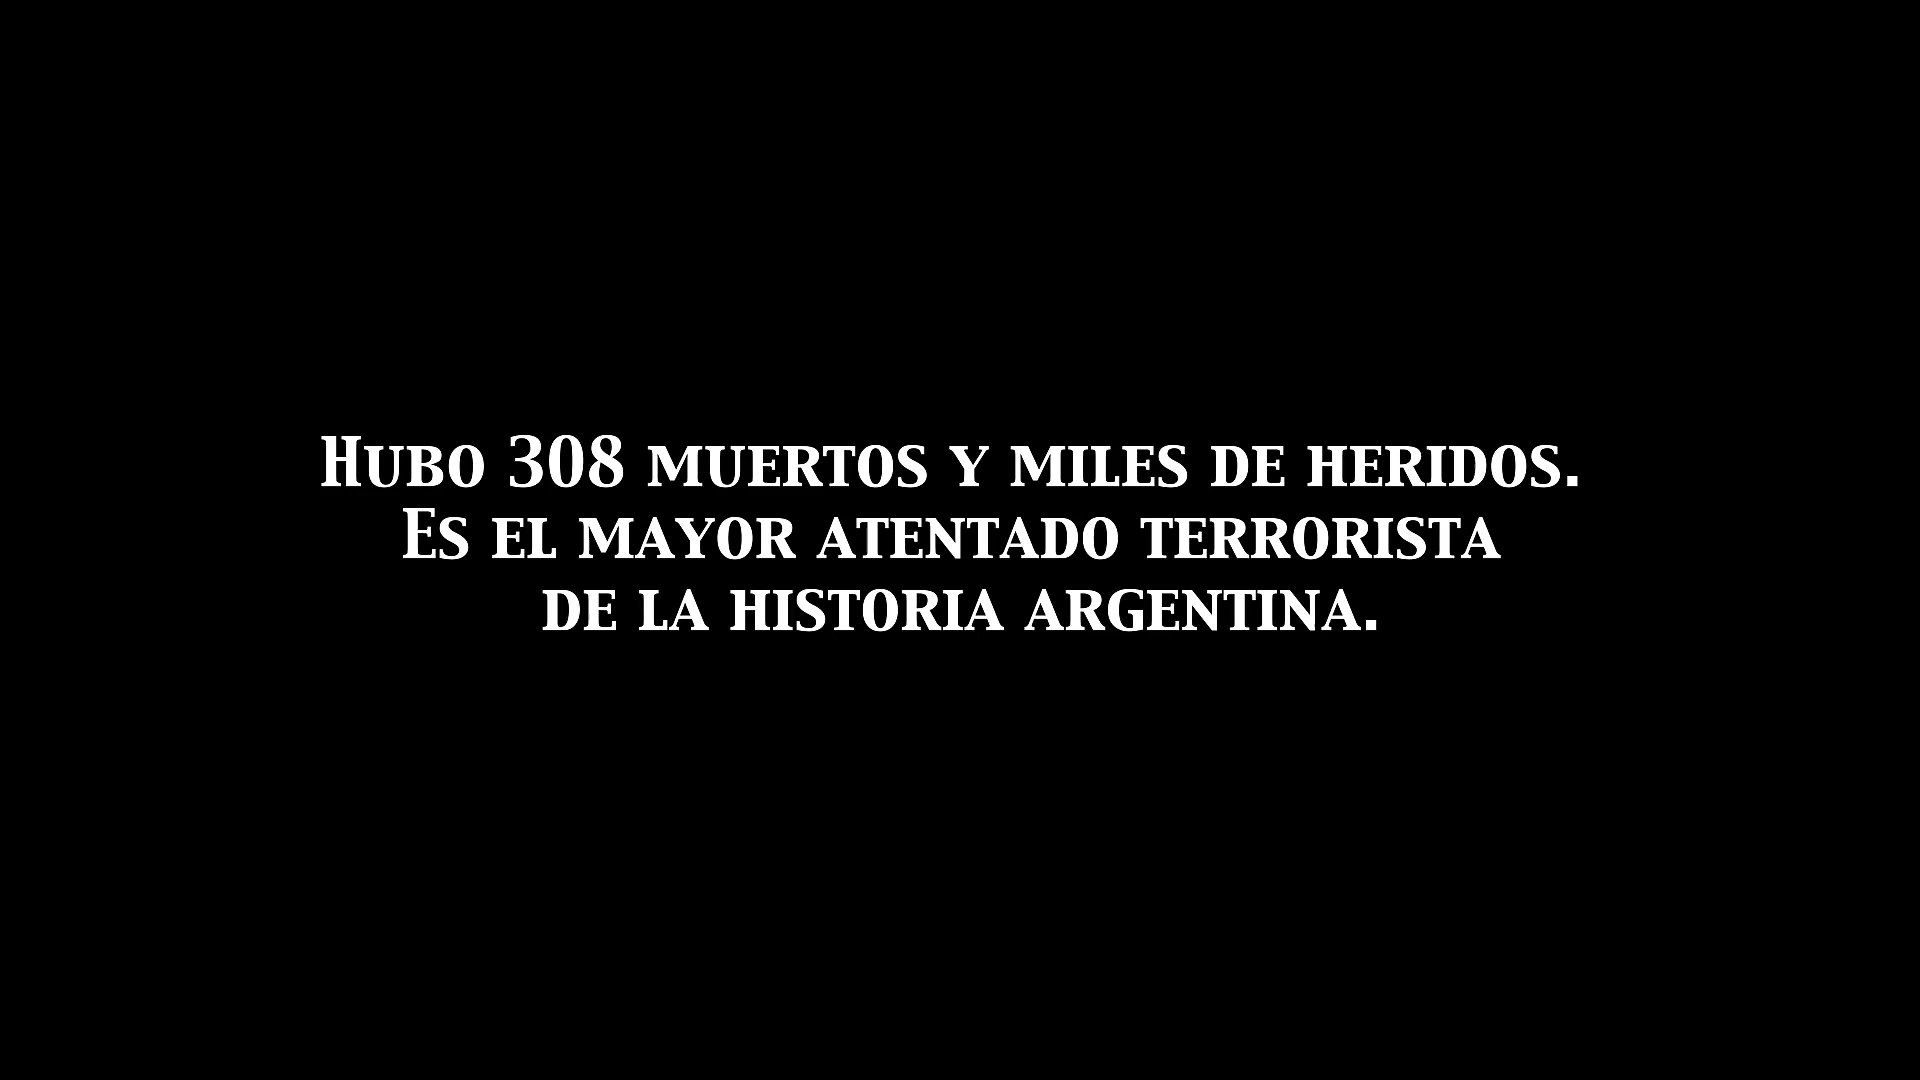 Hubo 308 muertos y miles de heridos.
Es el mayor atentado terrorista
de la historia argentina.